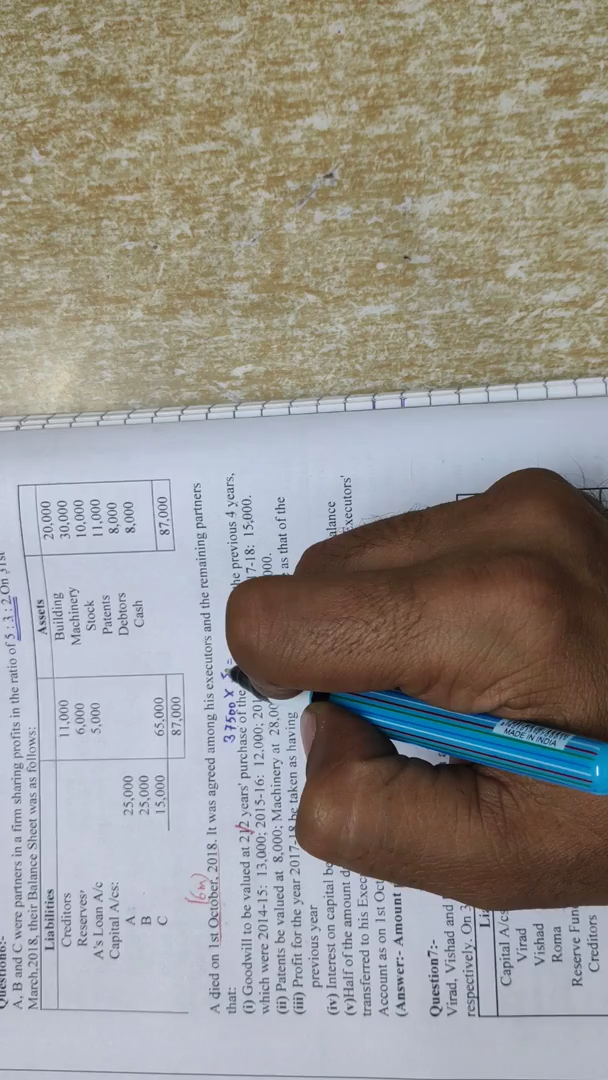 Question6:-
A, B and C were partners in a firm sharing profits in the ratio of 5 : 3 : 2. On 31st
March,2018, their Balance Sheet was as follows:
Liabilities Assets
Creditors 11,000 Building 20,000
Reserves 6,000 Machinery 30,000
A's Loan A/c 5,000 Stock 10,000
Capital A/cs: Patents 11,000
A 25,000 Debtors 8,000
B 25,000 Cash 8,000
C 15,000 65,000
87,000 87,000
(6m)
A died on 1st October, 2018. It was agreed among his executors and the remaining partners
that:
37500 X 5 =
(i) Goodwill to be valued at 2 1/2 years' purchase of the previous 4 years,
which were 2014-15: 13,000; 2015-16: 12,000; 201 17-18: 15,000.
(ii) Patents be valued at 8,000; Machinery at 28,00 000.
(iii) Profit for the year 2017-18 be taken as having as that of the
previous year
(iv) Interest on capital be
(v)Half of the amount d alance
transferred to his Exec Executors'
Account as on 1st Oct
(Answer:- Amount
Question7:-
Virad, Vishad and
respectively. On 3
Capital A/cs
Virad
Vishad
Roma
Reserve Fun
Creditors
MADE IN INDIA